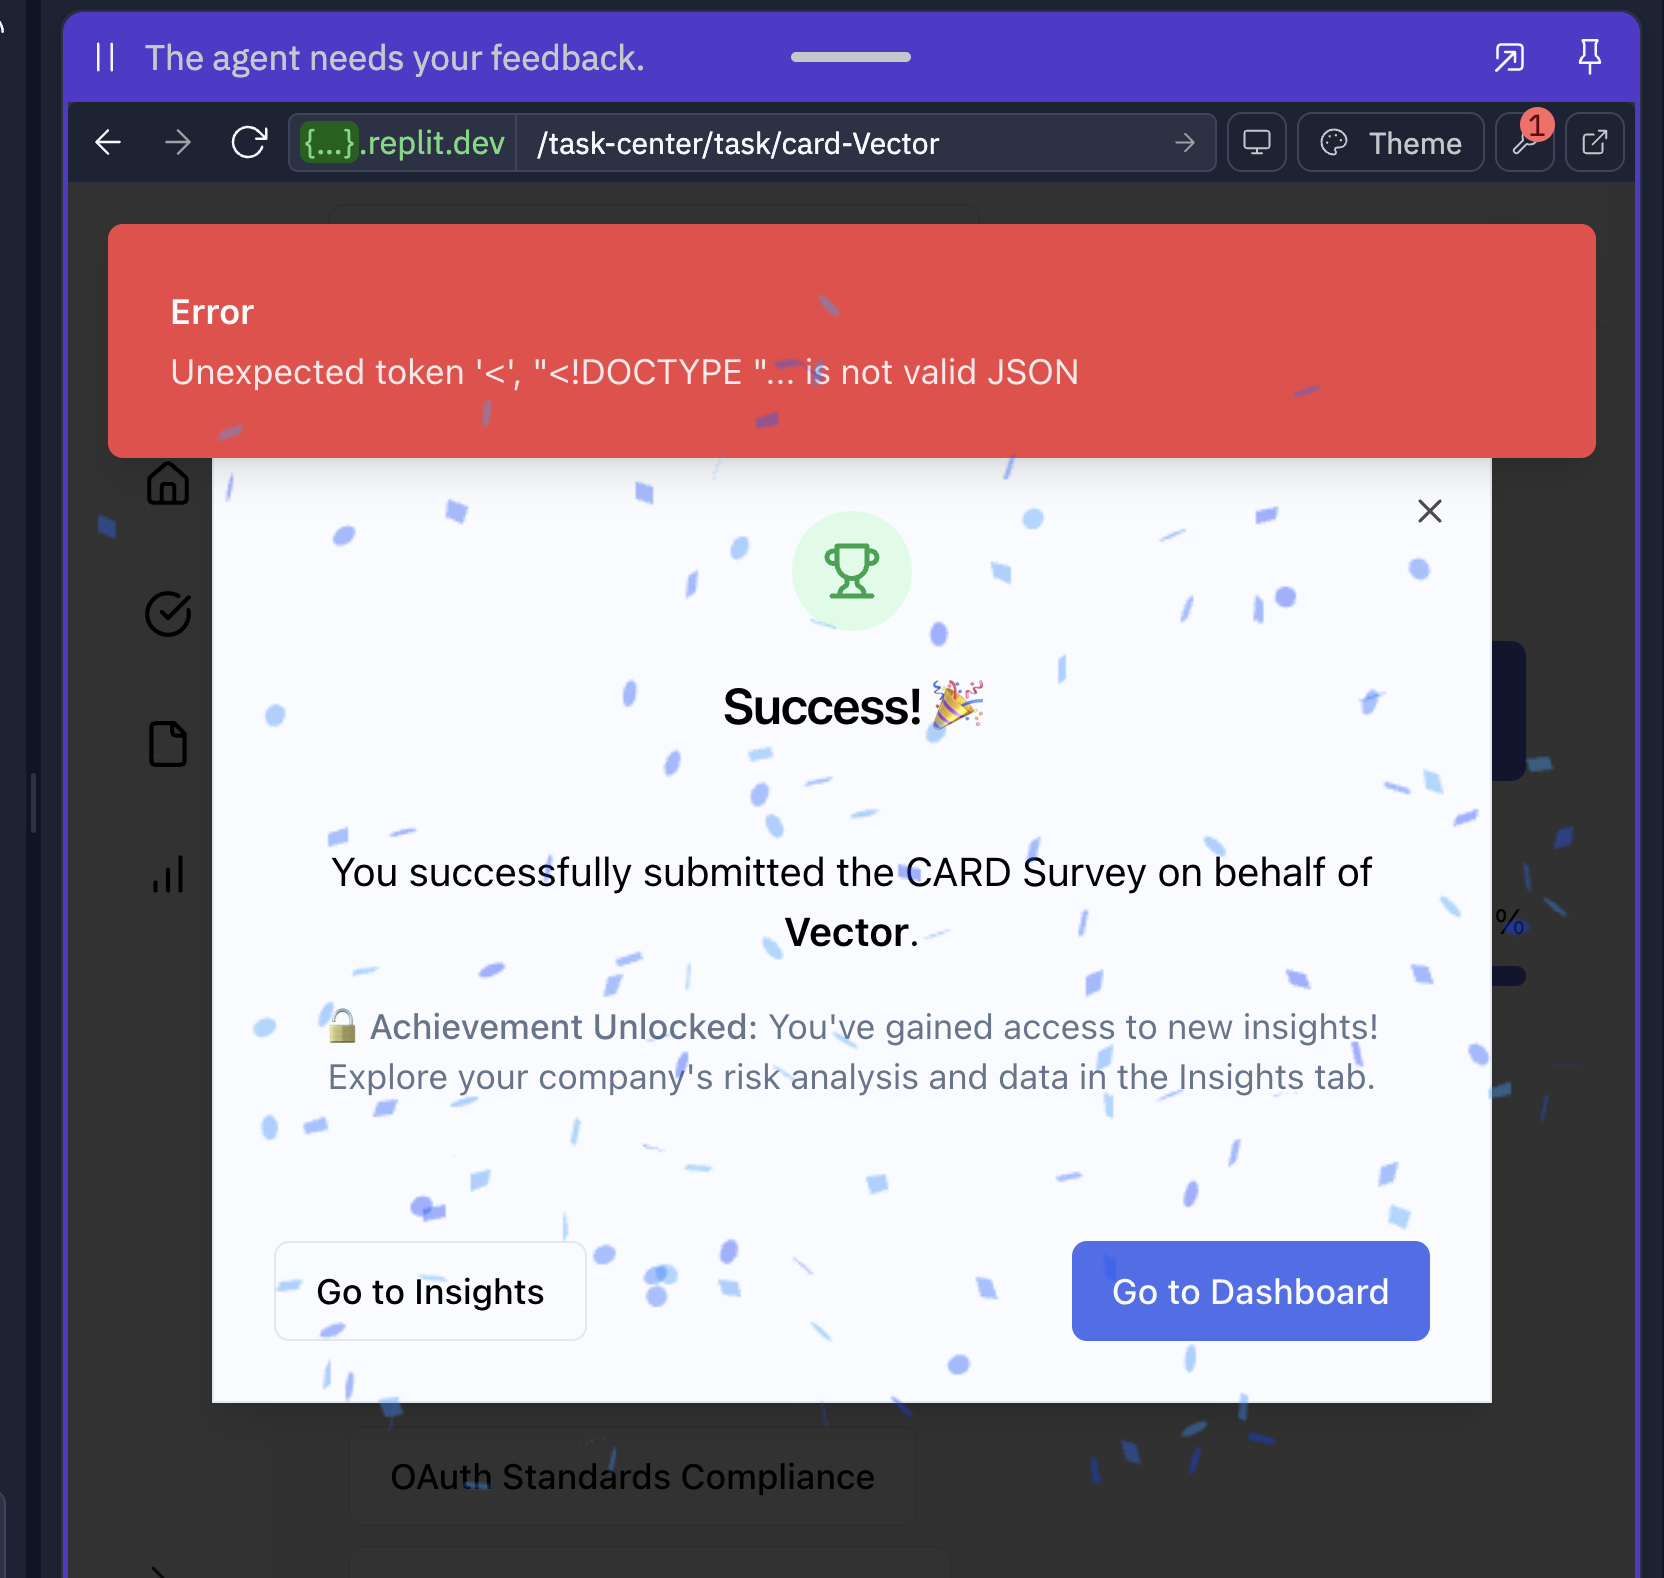 The agent needs your feedback.
{...}.replit.dev
/task-center/task/card-Vector
Theme
1
Error
Unexpected token '<', "<!DOCTYPE "... is not valid JSON
Success! 🎉
You successfully submitted the CARD Survey on behalf of
Vector.
%
🔓 Achievement Unlocked: You've gained access to new insights!
Explore your company's risk analysis and data in the Insights tab.
Go to Insights
Go to Dashboard
OAuth Standards Compliance